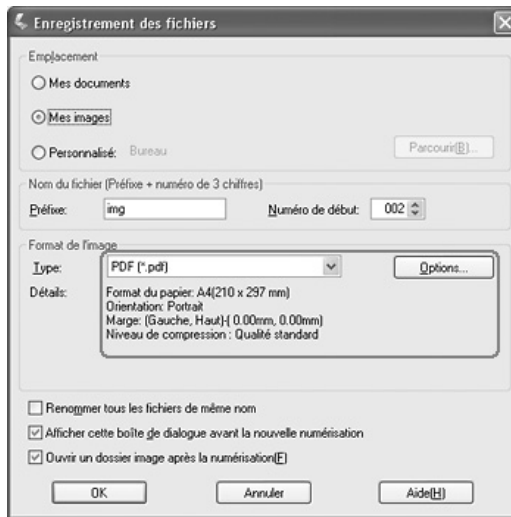 Enregistrement des fichiers
Emplacement
Mes documents
Mes images
Personnalisé: Bureau Parcourir(B)...
Nom du fichier (Préfixe + numéro de 3 chiffres)
Préfixe: img Numéro de début: 002
Format de l'image
Type: PDF (*.pdf) Options...
Détails: Format du papier: A4(210 x 297 mm)
Orientation: Portrait
Marge: (Gauche, Haut)-( 0.00mm, 0.00mm)
Niveau de compression : Qualité standard
Renommer tous les fichiers de même nom
Afficher cette boîte de dialogue avant la nouvelle numérisation
Ouvrir un dossier image après la numérisation(F)
OK Annuler Aide(H)